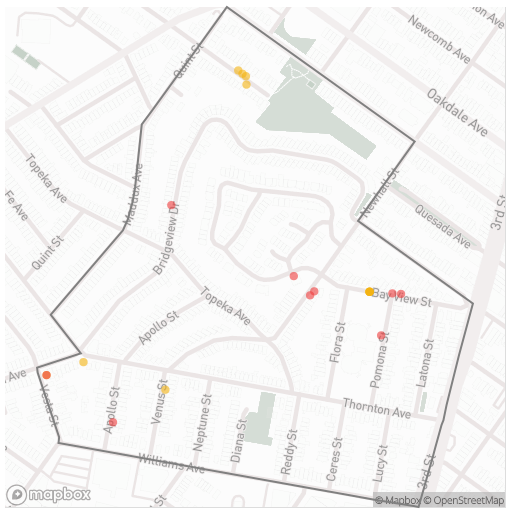 on Ave
Newcomb Ave
Quint St
Oakdale Ave
Topeka Ave
Maddux Ave
Newhall St
3rd St
Fe Ave
Quesada Ave
Quint St
Bridgeview Dr
Topeka Ave
Bay View St
Apollo St
Flora St
Pomona St
Latona St
Ave
Vesta St
Apollo St
Venus St
Neptune St
Diana St
Thornton Ave
Reddy St
Ceres St
Lucy St
3rd St
Williams Ave
St
mapbox
© Mapbox © OpenStreetMap